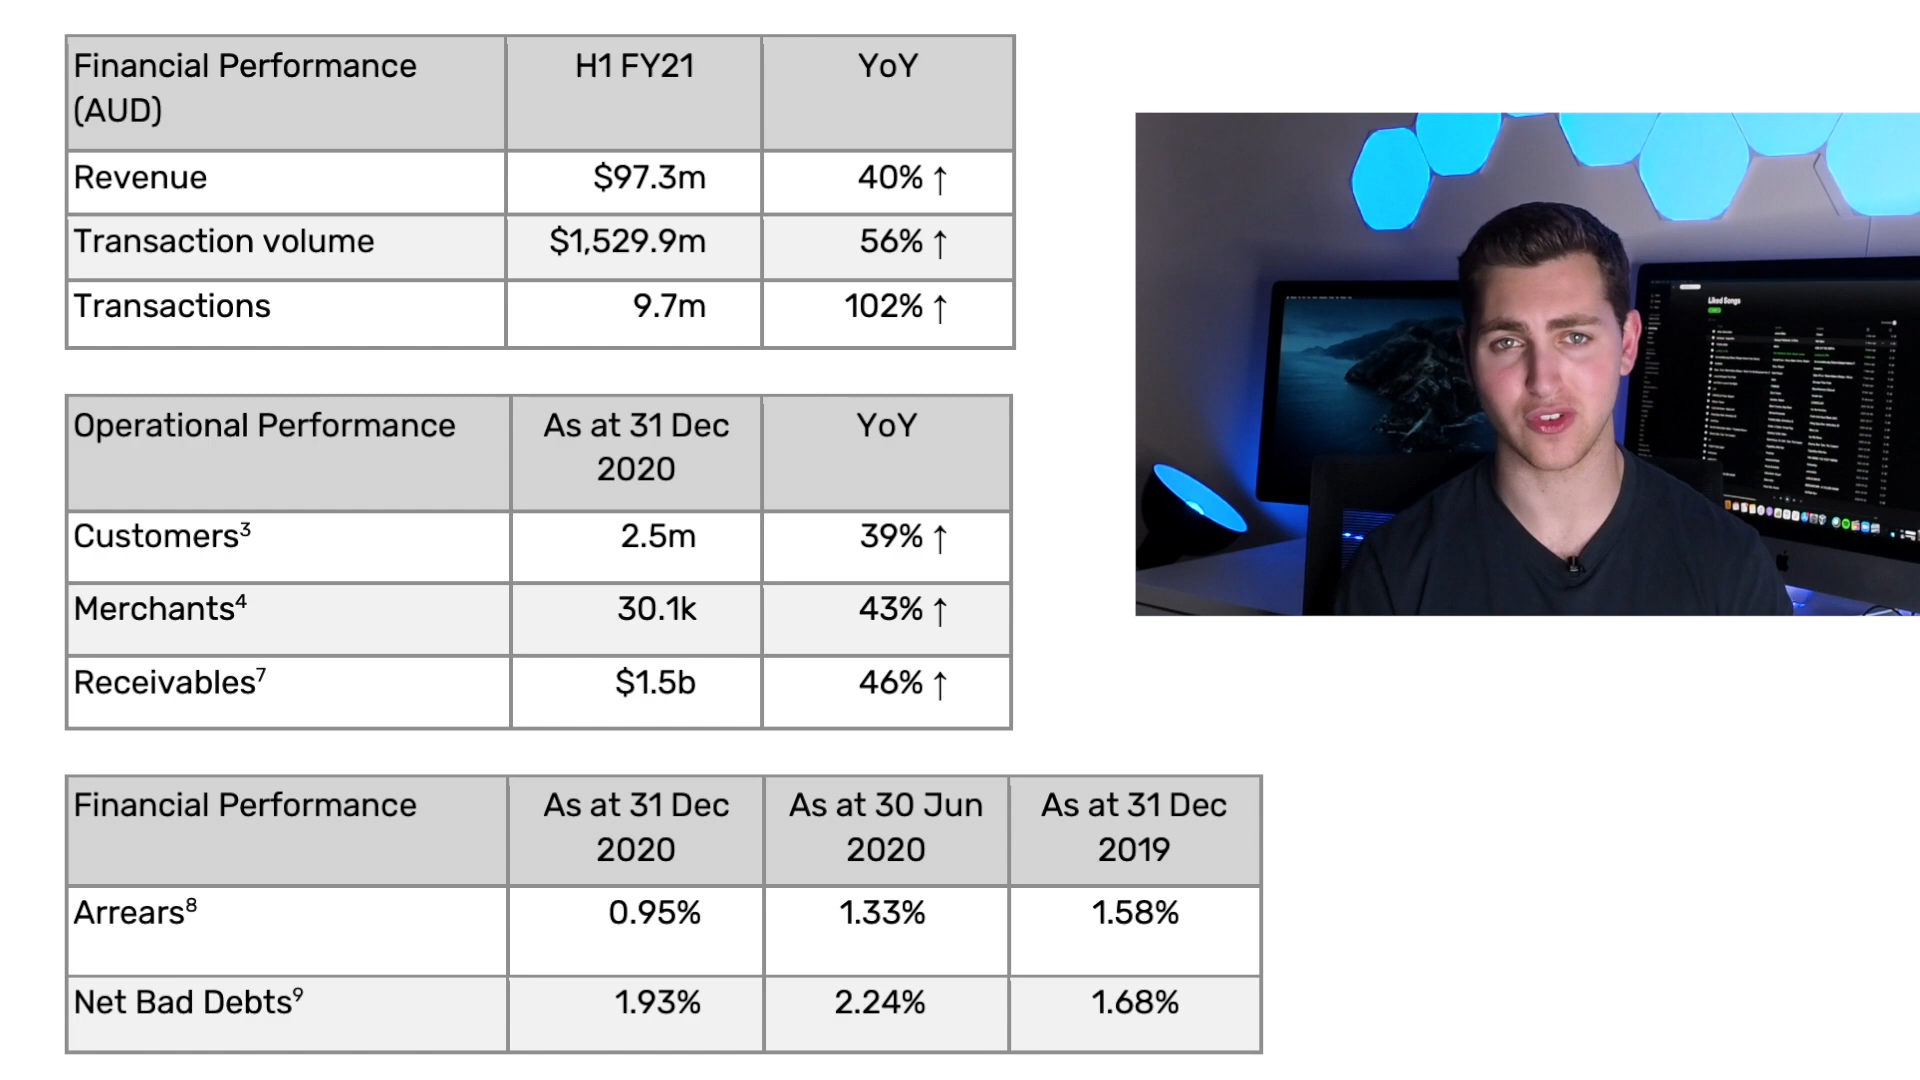 Financial Performance H1 FY21 YoY
(AUD)
Revenue $97.3m 40% ↑
Transaction volume $1,529.9m 56% ↑
Transactions 9.7m 102% ↑
Operational Performance As at 31 Dec YoY
2020
Customers³ 2.5m 39% ↑
Merchants⁴ 30.1k 43% ↑
Receivables⁷ $1.5b 46% ↑
Financial Performance As at 31 Dec As at 30 Jun As at 31 Dec
2020 2020 2019
Arrears⁸ 0.95% 1.33% 1.58%
Net Bad Debts⁹ 1.93% 2.24% 1.68%
Liked Songs